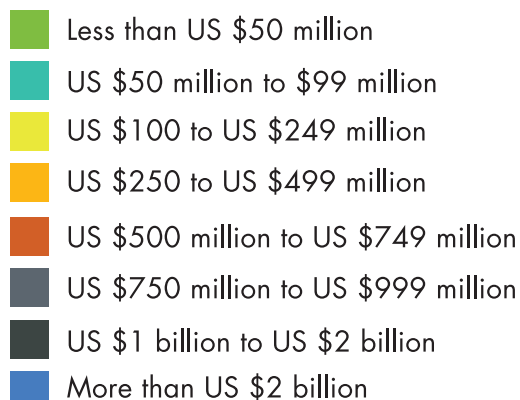 Less than US $50 million
US $50 million to $99 million
US $100 to US $249 million
US $250 to US $499 million
US $500 million to US $749 million
US $750 million to US $999 million
US $1 billion to US $2 billion
More than US $2 billion